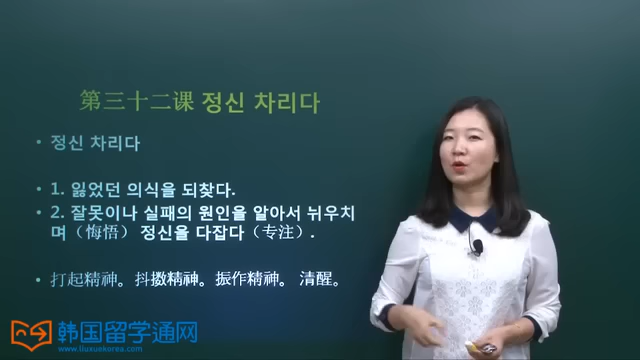 第三十二课 정신 차리다
• 정신 차리다
• 1. 잃었던 의식을 되찾다.
• 2. 잘못이나 실패의 원인을 알아서 뉘우치
며（悔悟）정신을 다잡다（专注）.
• 打起精神。抖擞精神。振作精神。 清醒。
韩国留学通网
www.liuxuekorea.com